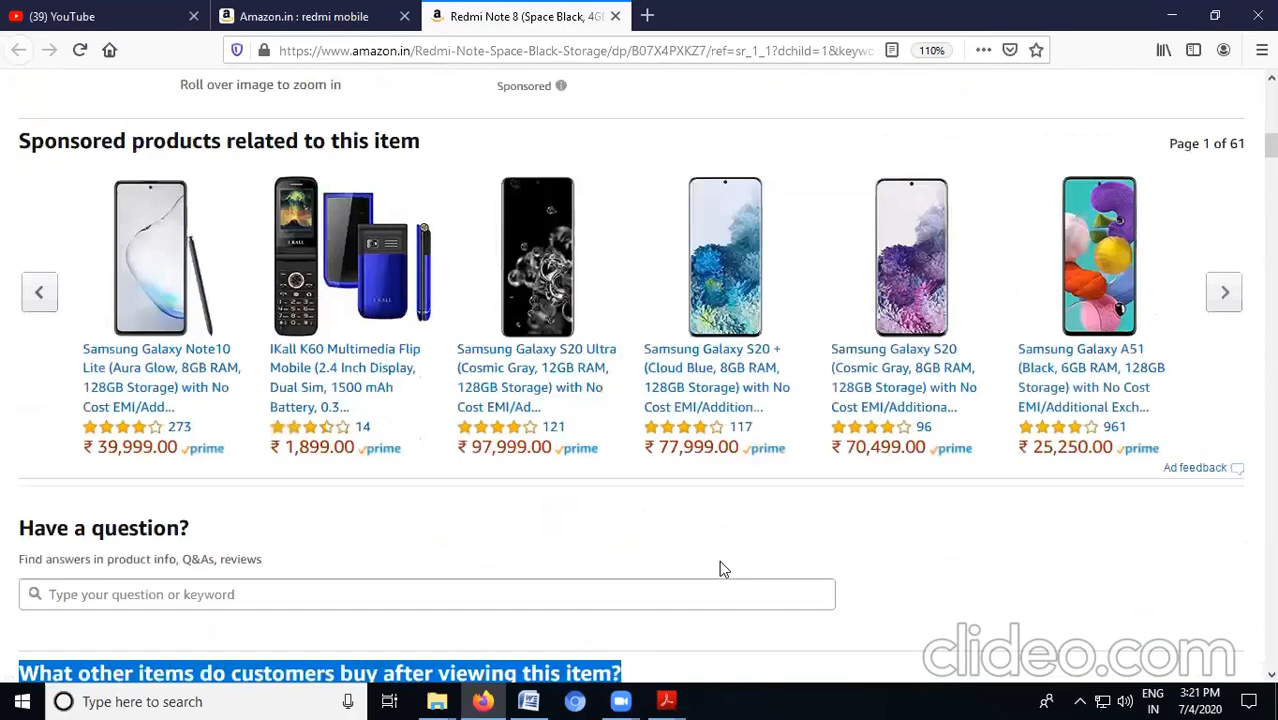 (39) YouTube
Amazon.in : redmi mobile
Redmi Note 8 (Space Black, 4G
https://www.amazon.in/Redmi-Note-Space-Black-Storage/dp/B07X4PXKZ7/ref=sr_1_1?dchild=1&keywc
110%
Roll over image to zoom in
Sponsored
Sponsored products related to this item
Page 1 of 61
Samsung Galaxy Note10
Lite (Aura Glow, 8GB RAM,
128GB Storage) with No
Cost EMI/Add...
273
₹ 39,999.00 prime
I KALL
IKall K60 Multimedia Flip
Mobile (2.4 Inch Display,
Dual Sim, 1500 mAh
Battery, 0.3...
14
₹ 1,899.00 prime
Samsung Galaxy S20 Ultra
(Cosmic Gray, 12GB RAM,
128GB Storage) with No
Cost EMI/Ad...
121
₹ 97,999.00 prime
Samsung Galaxy S20 +
(Cloud Blue, 8GB RAM,
128GB Storage) with No
Cost EMI/Addition...
117
₹ 77,999.00 prime
Samsung Galaxy S20
(Cosmic Gray, 8GB RAM,
128GB Storage) with No
Cost EMI/Additiona...
96
₹ 70,499.00 prime
Samsung Galaxy A51
(Black, 6GB RAM, 128GB
Storage) with No Cost
EMI/Additional Exch...
961
₹ 25,250.00 prime
Ad feedback
Have a question?
Find answers in product info, Q&As, reviews
Type your question or keyword
What other items do customers buy after viewing this item?
clideo.com
Type here to search
ENG
IN
3:21 PM
7/4/2020